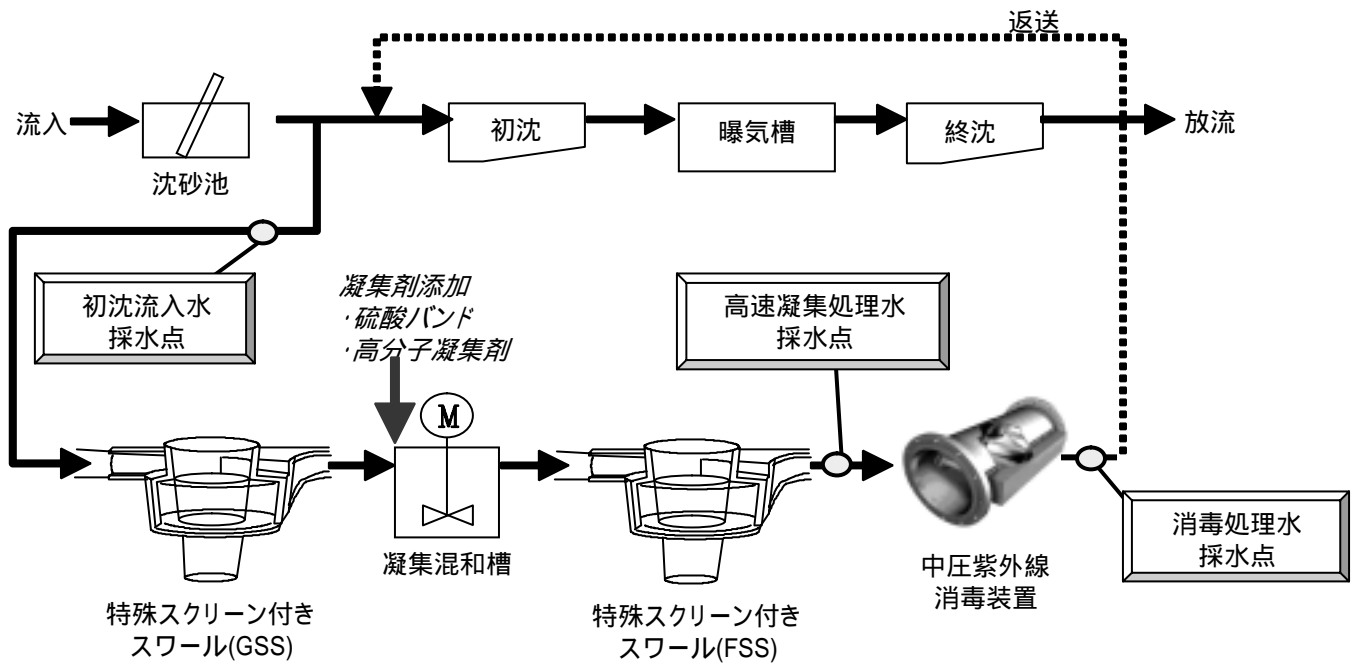 返送
流入
初沈
曝気槽
終沈
放流
沈砂池
初沈流入水
採水点
凝集剤添加
・硫酸バンド
・高分子凝集剤
高速凝集処理水
採水点
M
凝集混和槽
特殊スクリーン付き
スワール(GSS)
特殊スクリーン付き
スワール(FSS)
中圧紫外線
消毒装置
消毒処理水
採水点